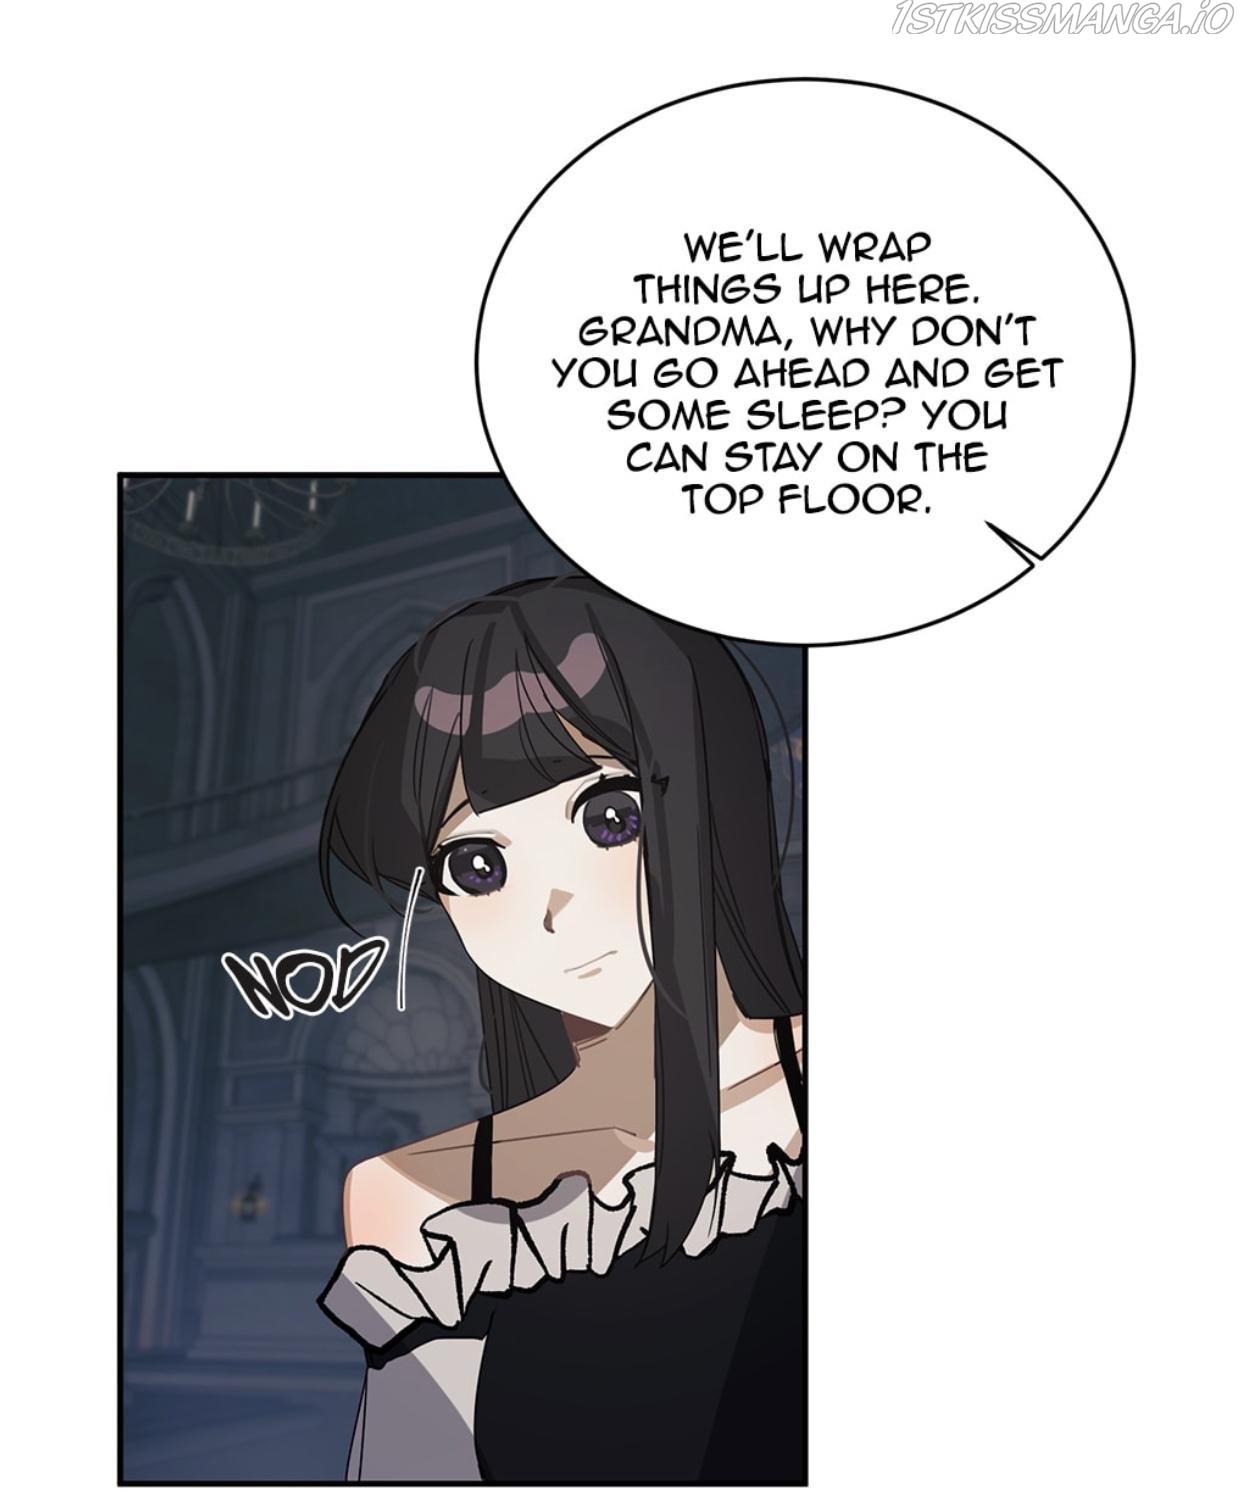 1STKISSMANGA.IO
WE'LL WRAP
THINGS UP HERE.
GRANDMA, WHY DON'T
YOU GO AHEAD AND GET
SOME SLEEP? YOU
CAN STAY ON THE
TOP FLOOR.
NOD